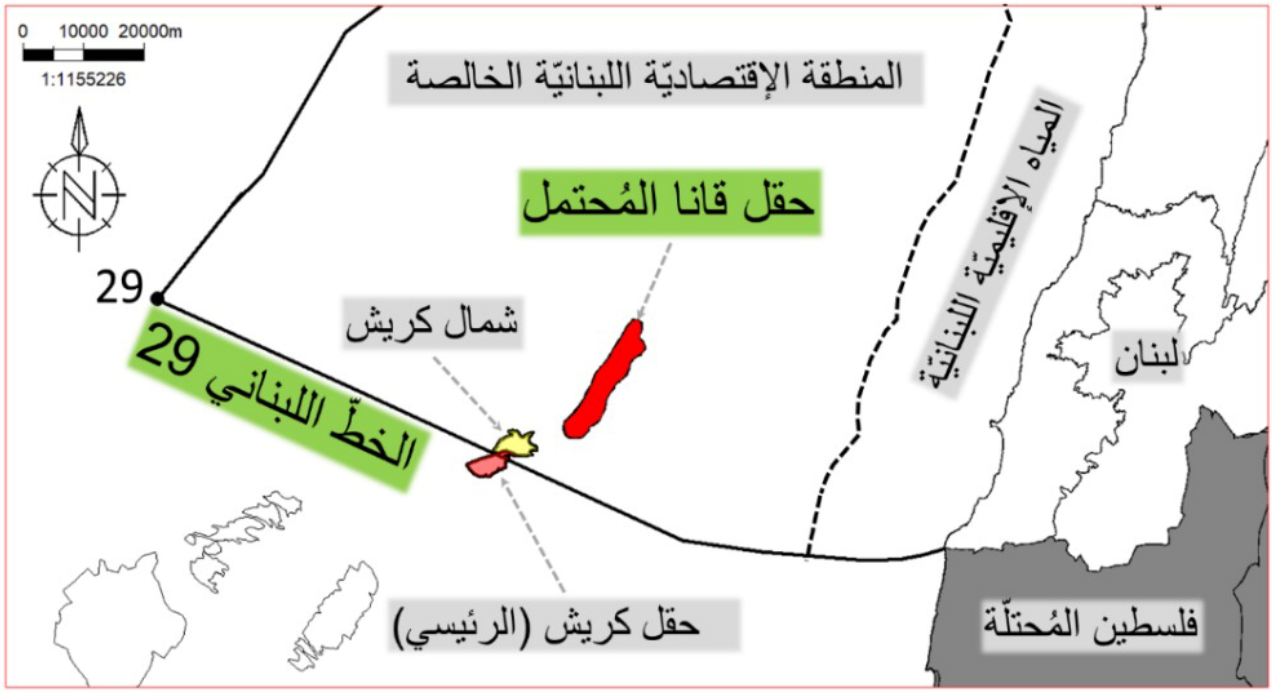 0 10000 20000m
1:1155226
N
المنطقة الإقتصاديّة اللبنانيّة الخالصة
المياه الإقليميّة اللبنانيّة
حقل قانا المُحتمل
29
شمال كريش
الخطّ اللبناني 29
لبنان
حقل كريش (الرئيسي)
فلسطين المُحتلّة